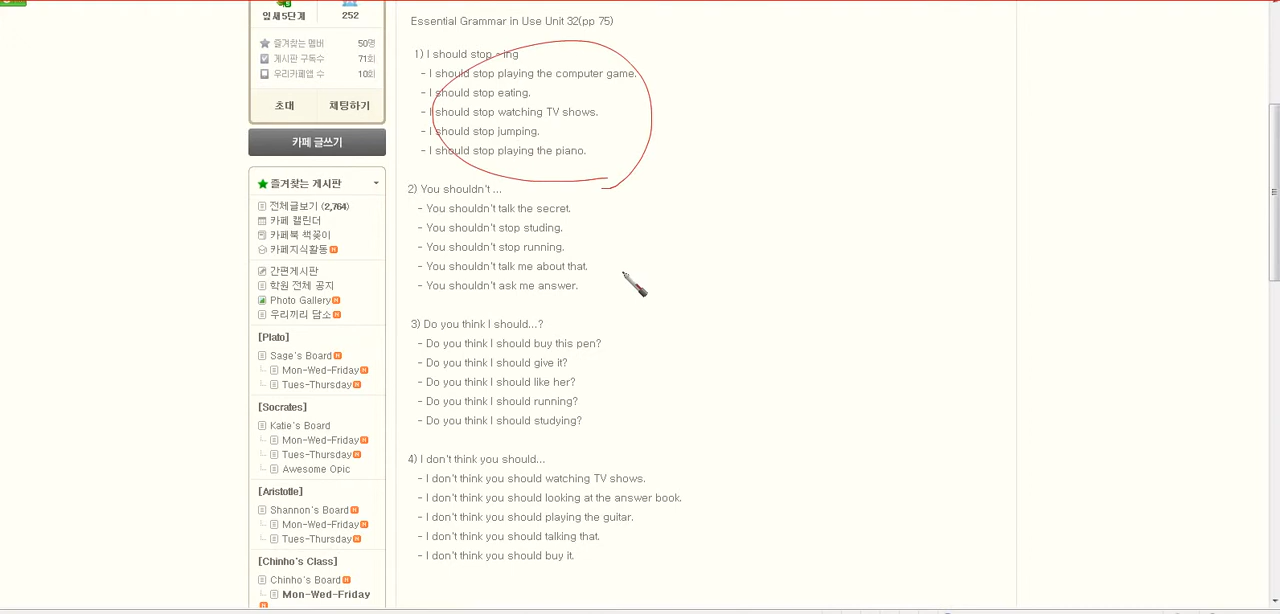 잎새5단계
252
즐겨찾는 멤버 50명
게시판 구독수 71회
우리카페앱 수 10회
초대 채팅하기
카페 글쓰기
즐겨찾는 게시판
전체글보기 (2,764)
카페 캘린더
카페북 책꽂이
카페지식활동
간편게시판
학원 전체 공지
Photo Gallery
우리끼리 담소
[Plato]
Sage's Board
Mon-Wed-Friday
Tues-Thursday
[Socrates]
Katie's Board
Mon-Wed-Friday
Tues-Thursday
Awesome Opic
[Aristotle]
Shannon's Board
Mon-Wed-Friday
Tues-Thursday
[Chinho's Class]
Chinho's Board
Mon-Wed-Friday
Essential Grammar in Use Unit 32(pp 75)
1) I should stop - ing
- I should stop playing the computer game.
- I should stop eating.
- I should stop watching TV shows.
- I should stop jumping.
- I should stop playing the piano.
2) You shouldn't ...
- You shouldn't talk the secret.
- You shouldn't stop studing.
- You shouldn't stop running.
- You shouldn't talk me about that.
- You shouldn't ask me answer.
3) Do you think I should...?
- Do you think I should buy this pen?
- Do you think I should give it?
- Do you think I should like her?
- Do you think I should running?
- Do you think I should studying?
4) I don't think you should...
- I don't think you should watching TV shows.
- I don't think you should looking at the answer book.
- I don't think you should playing the guitar.
- I don't think you should talking that.
- I don't think you should buy it.